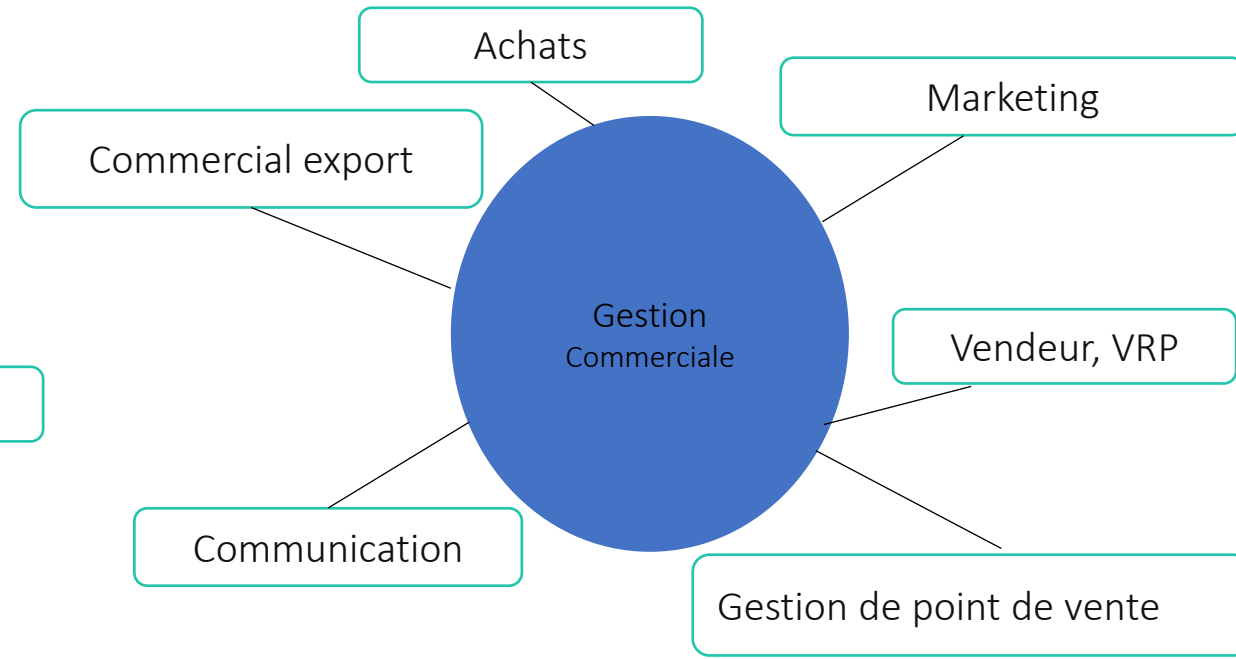 Achats
Marketing
Commercial export
Gestion
Commerciale
Vendeur, VRP
Communication
Gestion de point de vente